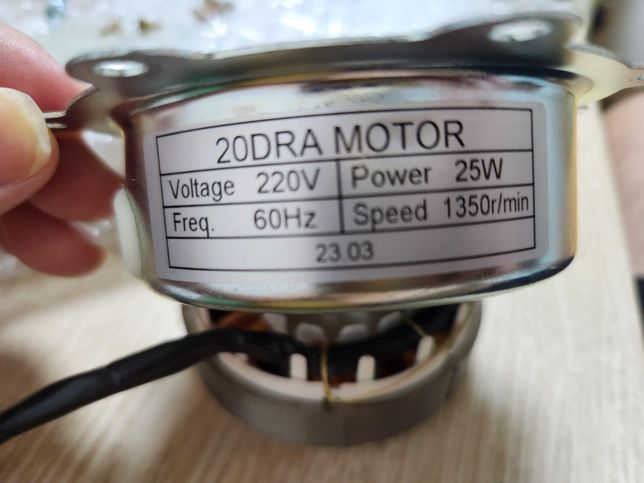 20DRA MOTOR
Voltage 220V Power 25W
Freq. 60Hz Speed 1350r/min
23.03